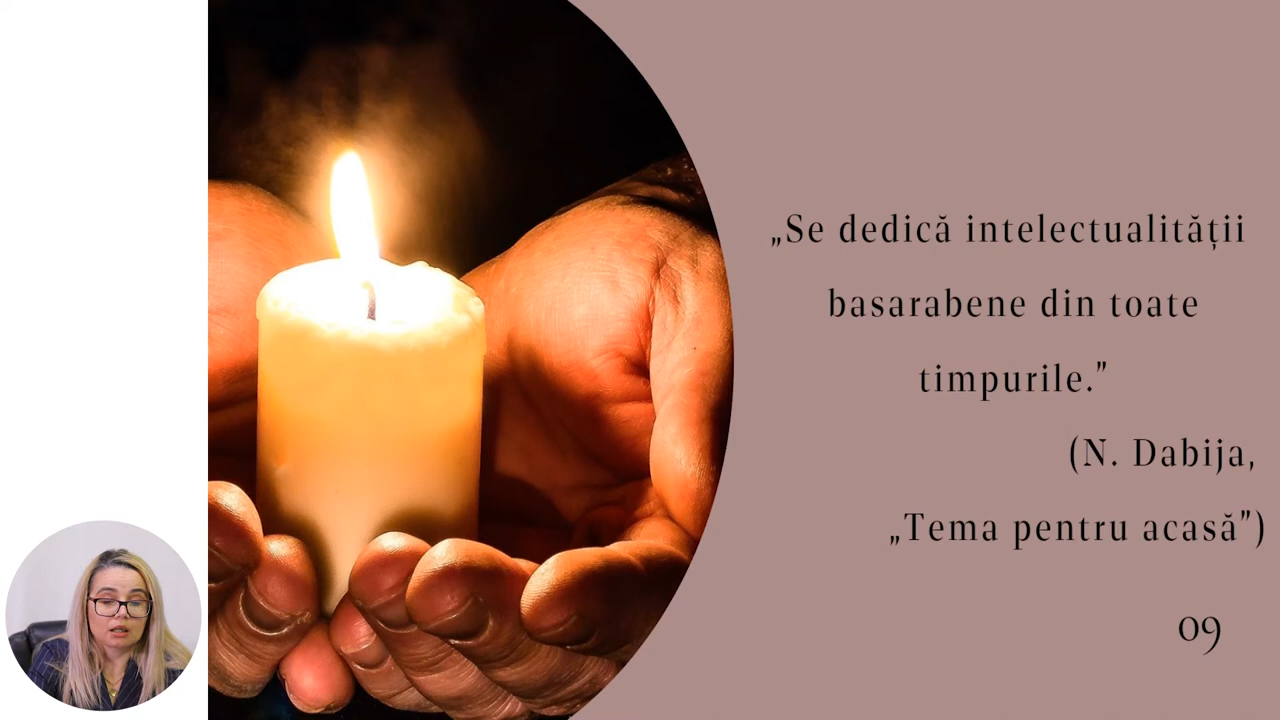 „Se dedică intelectualității
basarabene din toate
timpurile.”
(N. Dabija,
„Tema pentru acasă”)
09